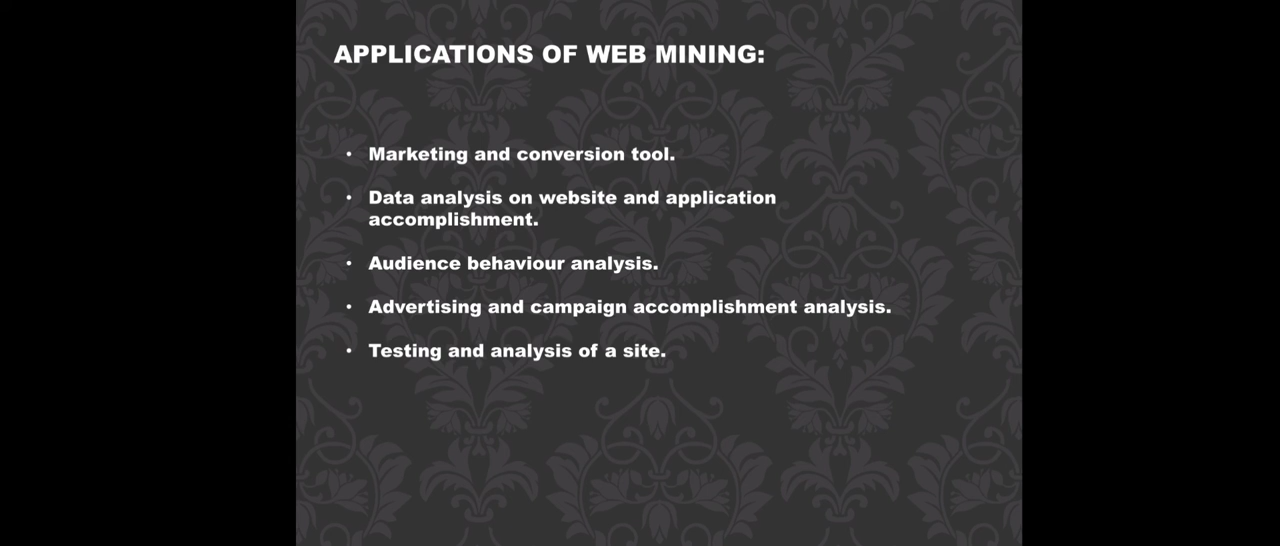 APPLICATIONS OF WEB MINING:
• Marketing and conversion tool.
• Data analysis on website and application
accomplishment.
• Audience behaviour analysis.
• Advertising and campaign accomplishment analysis.
• Testing and analysis of a site.